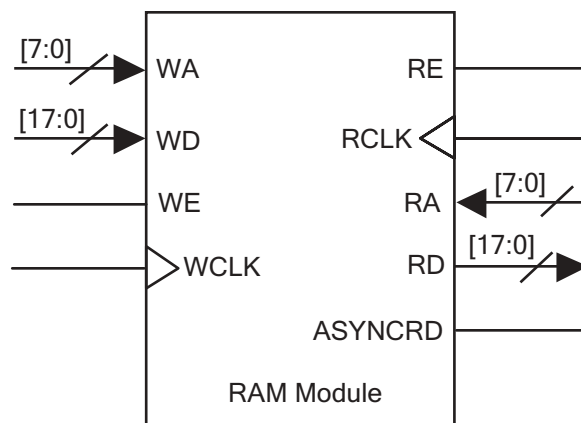 [7:0]
WA
RE
[17:0]
WD
RCLK
[7:0]
WE
RA
[17:0]
WCLK
RD
ASYNCRD
RAM Module